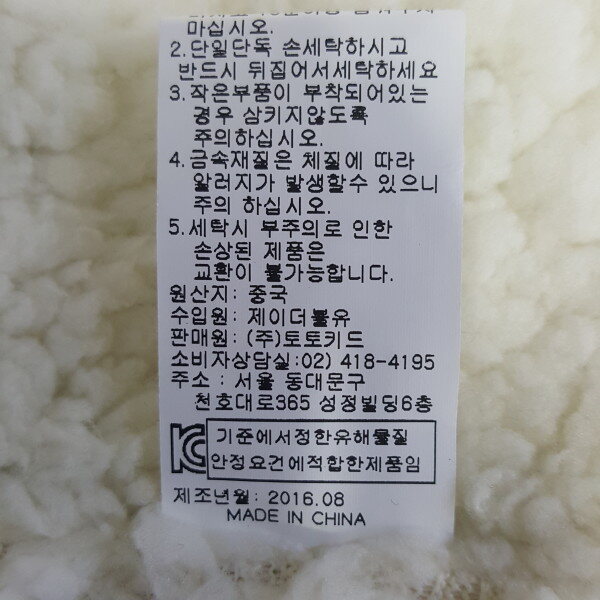 마십시오.
2.단일단독 손세탁하시고
반드시 뒤집어서세탁하세요
3.작은부품이 부착되어있는
경우 삼키지않도록
주의하십시오.
4.금속재질은 체질에 따라
알러지가 발생할수 있으니
주의 하십시오.
5.세탁시 부주의로 인한
손상된 제품은
교환이 불가능합니다.
원산지: 중국
수입원: 제이더블유
판매원: (주)토토키드
소비자상담실:02) 418-4195
주소 : 서울 동대문구
천호대로365 성정빌딩6층
KC 기준에서정한유해물질
안정요건에적합한제품임
제조년월: 2016.08
MADE IN CHINA